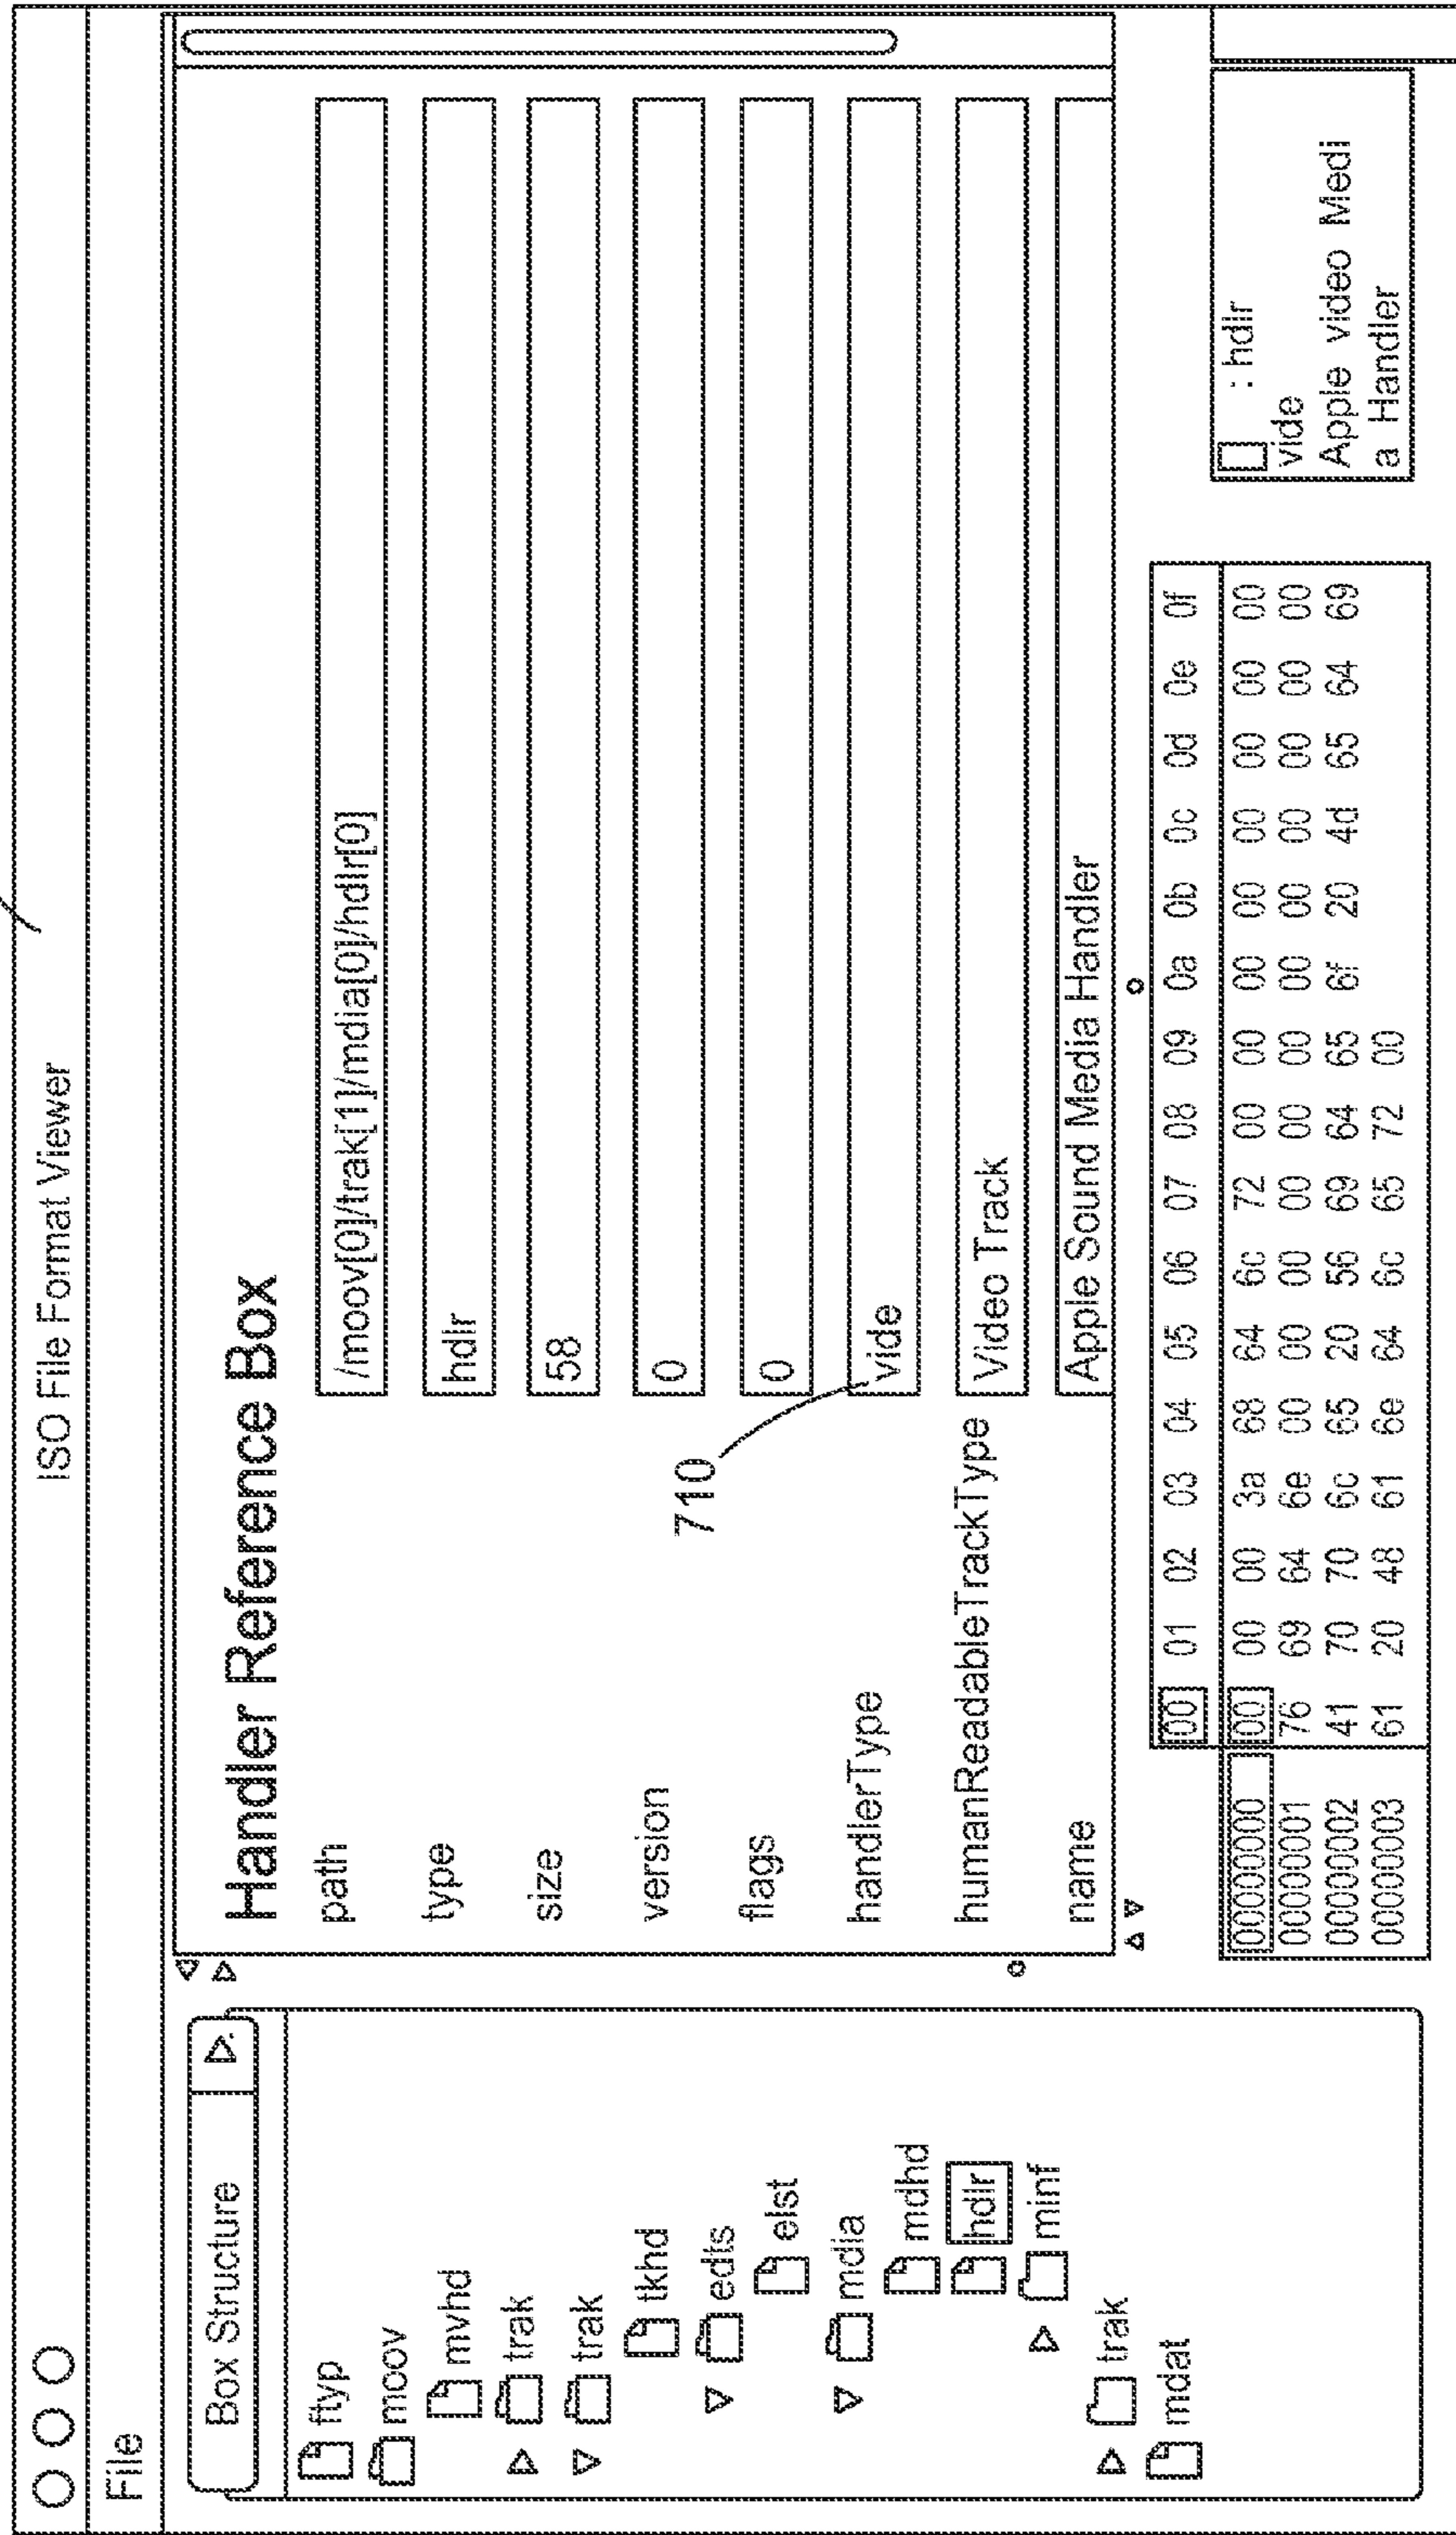 ISO File Format Viewer
File
Box Structure
ftyp
moov
mvhd
trak
trak
tkhd
edts
elst
mdia
mdhd
hdlr
minf
trak
mdat
Handler Reference Box
path /moov[0]/trak[1]/mdia[0]/hdlr[0]
type hdlr
size 58
version 0
flags 0
710
handlerType vide
humanReadableTrackType Video Track
name Apple Sound Media Handler
00 01 02 03 04 05 06 07 08 09 0a 0b 0c 0d 0e 0f
00000000 00 00 00 3a 68 64 6c 72 00 00 00 00 00 00 00 00
00000001 76 69 64 6e 00 00 00 00 00 00 00 00 00 00 00 00
00000002 41 70 70 6c 65 20 56 69 64 65 6f 20 4d 65 64 69
00000003 61 20 48 61 6e 64 6c 65 72 00
: hdlr
vide
Apple video Medi
a Handler